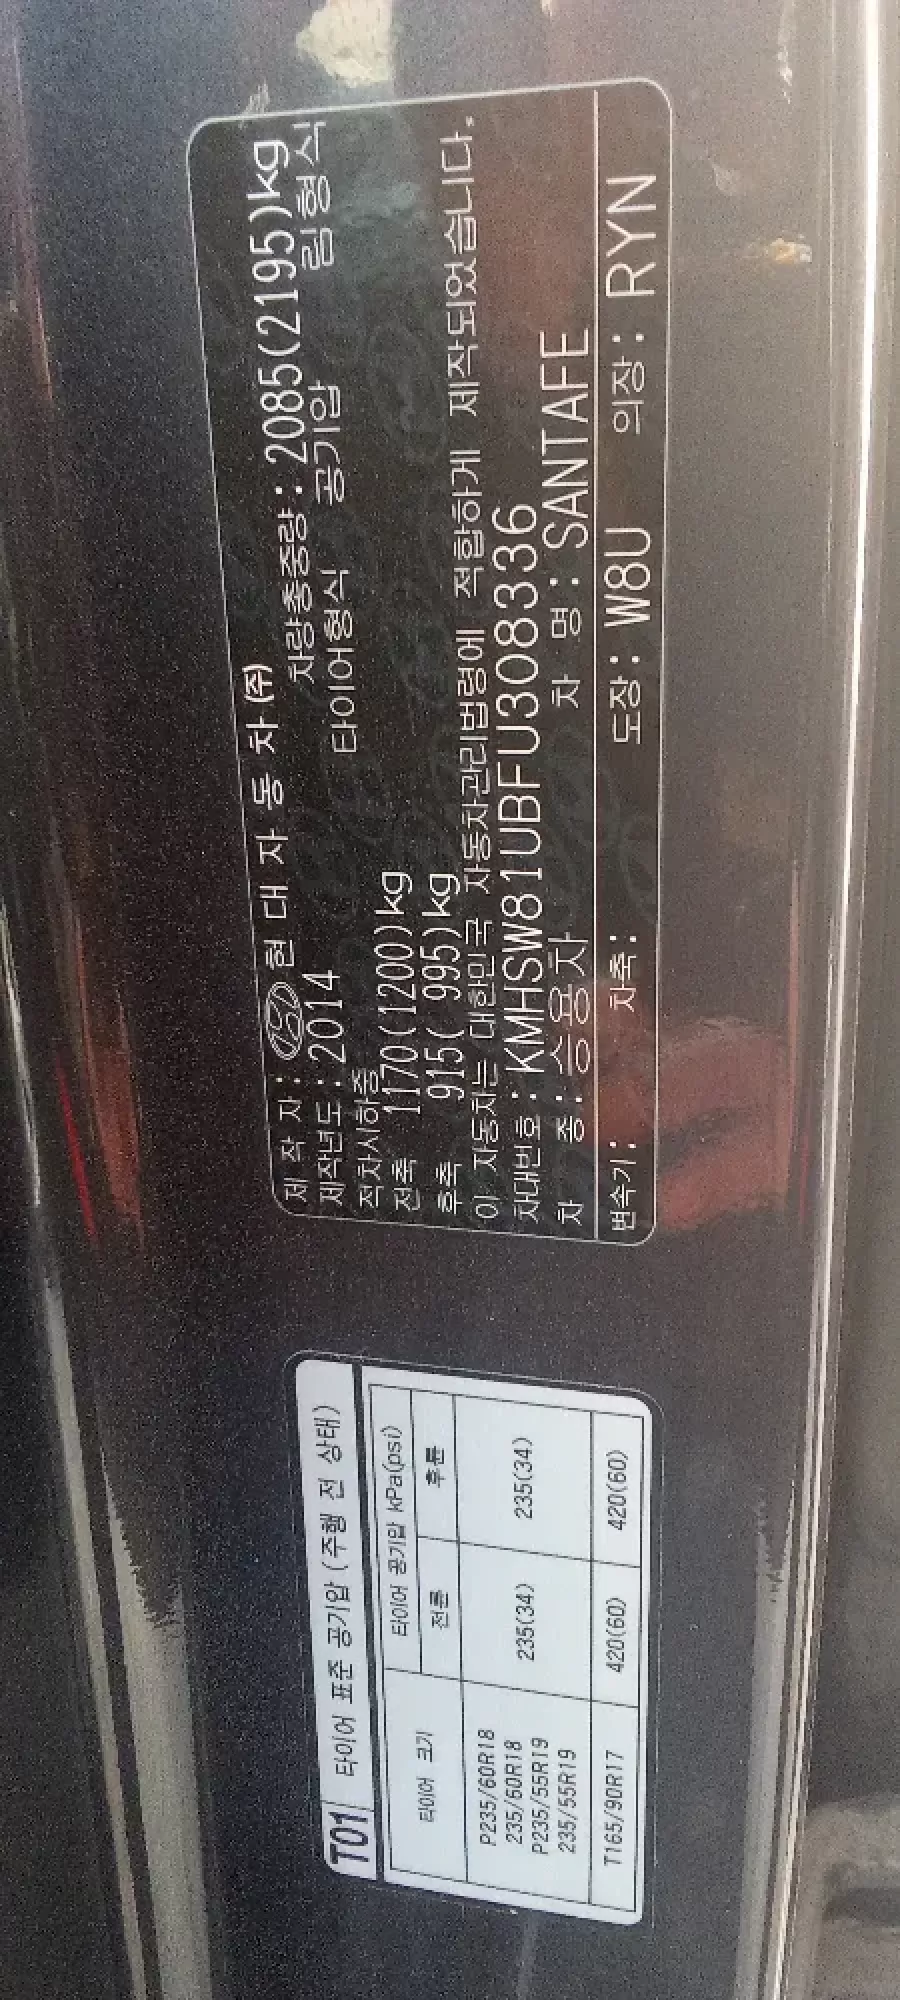 제 작 자: 현 대 자 동 차 (주)
제작년도:2014 차량총중량:2085(2195)kg
적차시하중 타이어형식 공기압 림형식
전축 1170(1200)kg
후축 915( 995)kg
이 자동차는 대한민국 자동차관리법령에 적합하게 제작되었습니다.
차대번호:KMHSW81UBFU308336
차 종:승용차 차 명:SANTAFE
변속기: 차축: 도장:W8U 의장:RYN
T01 타이어 표준 공기압 (주행 전 상태)
타이어 크기 타이어 공기압 kPa(psi)
전륜 후륜
P235/60R18
235/60R18
P235/55R19
235/55R19
235(34) 235(34)
T165/90R17 420(60) 420(60)